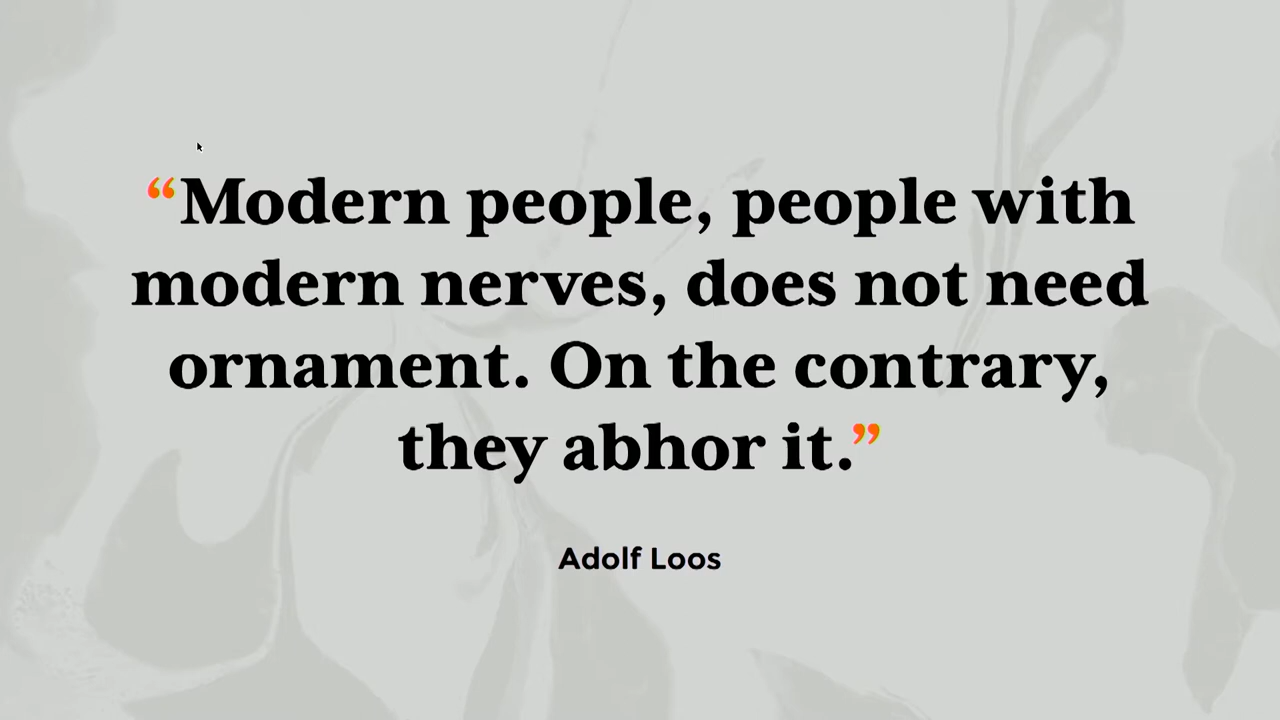 “Modern people, people with
modern nerves, does not need
ornament. On the contrary,
they abhor it.”
Adolf Loos